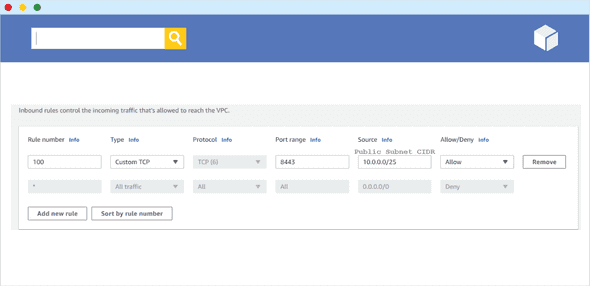 Inbound rules control the incoming traffic that's allowed to reach the VPC.
Rule number Info Type Info Protocol Info Port range Info Source Info Allow/Deny Info
Public Subnet CIDR
100 Custom TCP TCP (6) 8443 10.0.0.0/25 Allow Remove
* All traffic All All 0.0.0.0/0 Deny
Add new rule Sort by rule number